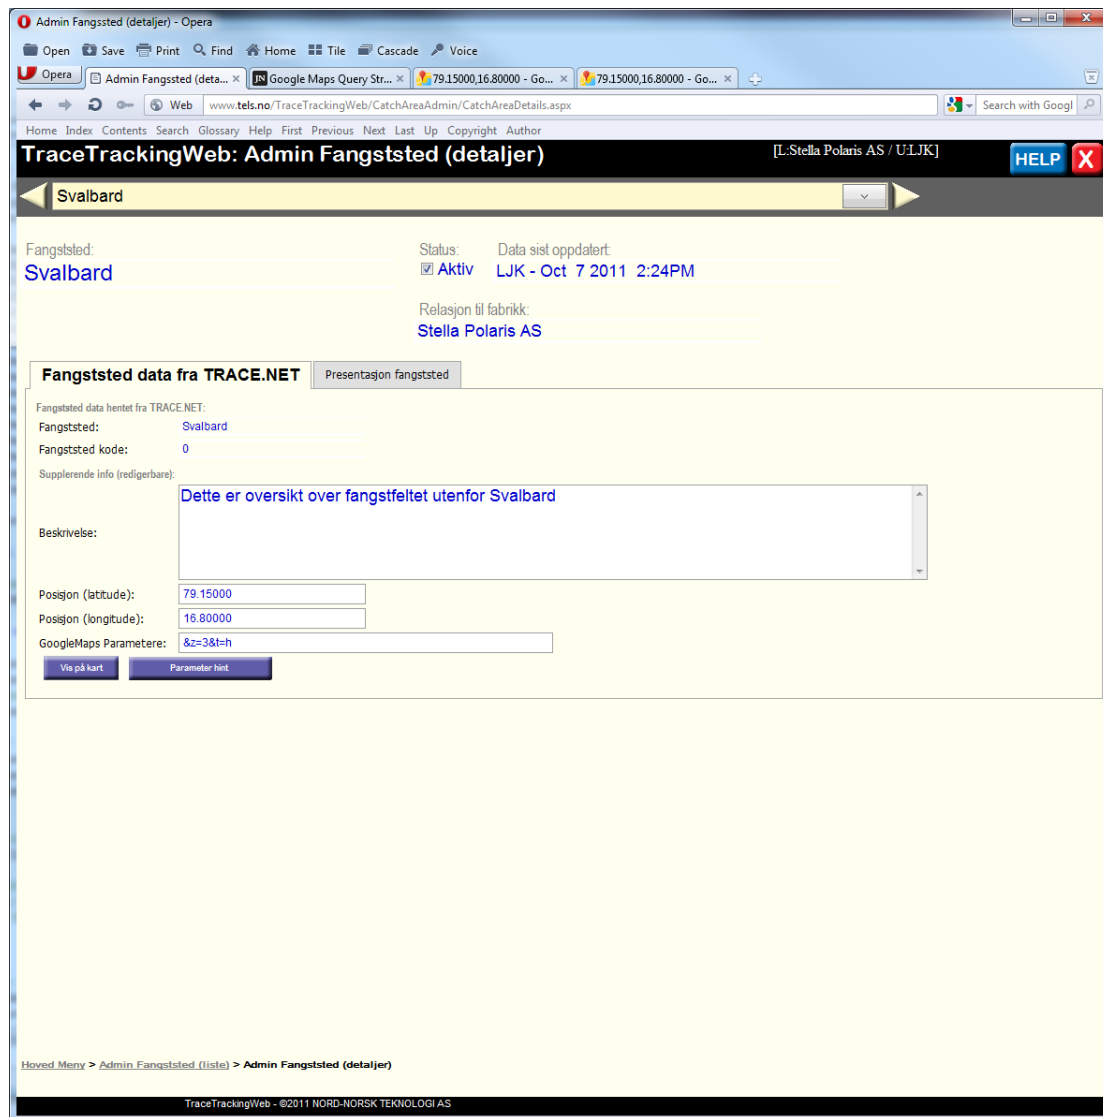 Admin Fangssted (detaljer) - Opera
Open Save Print Find Home Tile Cascade Voice
Opera Admin Fangssted (deta... Google Maps Query Str... 79.15000,16.80000 - Go... 79.15000,16.80000 - Go...
Web www.tels.no/TraceTrackingWeb/CatchAreaAdmin/CatchAreaDetails.aspx Search with Googl
Home Index Contents Search Glossary Help First Previous Next Last Up Copyright Author
TraceTrackingWeb: Admin Fangststed (detaljer) [L:Stella Polaris AS / U:LJK] HELP X
Svalbard
Fangststed: Status: Data sist oppdatert:
Svalbard Aktiv LJK - Oct 7 2011 2:24PM
Relasjon til fabrikk:
Stella Polaris AS
Fangststed data fra TRACE.NET Presentasjon fangststed
Fangststed data hentet fra TRACE.NET:
Fangststed: Svalbard
Fangststed kode: 0
Supplerende info (redigerbare):
Dette er oversikt over fangstfeltet utenfor Svalbard
Beskrivelse:
Posisjon (latitude): 79.15000
Posisjon (longitude): 16.80000
GoogleMaps Parametere: &z=3&t=h
Vis på kart Parameter hint
Hoved Meny > Admin Fangststed (liste) > Admin Fangststed (detaljer)
TraceTrackingWeb - ©2011 NORD-NORSK TEKNOLOGI AS